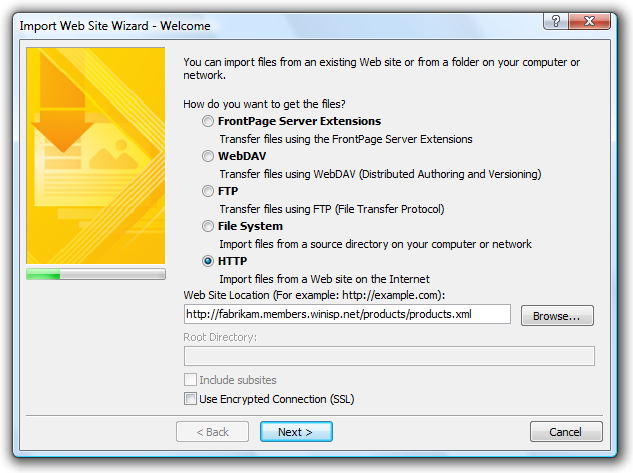 Import Web Site Wizard - Welcome
You can import files from an existing Web site or from a folder on your computer or
network.
How do you want to get the files?
FrontPage Server Extensions
Transfer files using the FrontPage Server Extensions
WebDAV
Transfer files using WebDAV (Distributed Authoring and Versioning)
FTP
Transfer files using FTP (File Transfer Protocol)
File System
Import files from a source directory on your computer or network
HTTP
Import files from a Web site on the Internet
Web Site Location (For example: http://example.com):
http://fabrikam.members.winisp.net/products/products.xml
Browse...
Root Directory:
Include subsites
Use Encrypted Connection (SSL)
< Back
Next >
Cancel